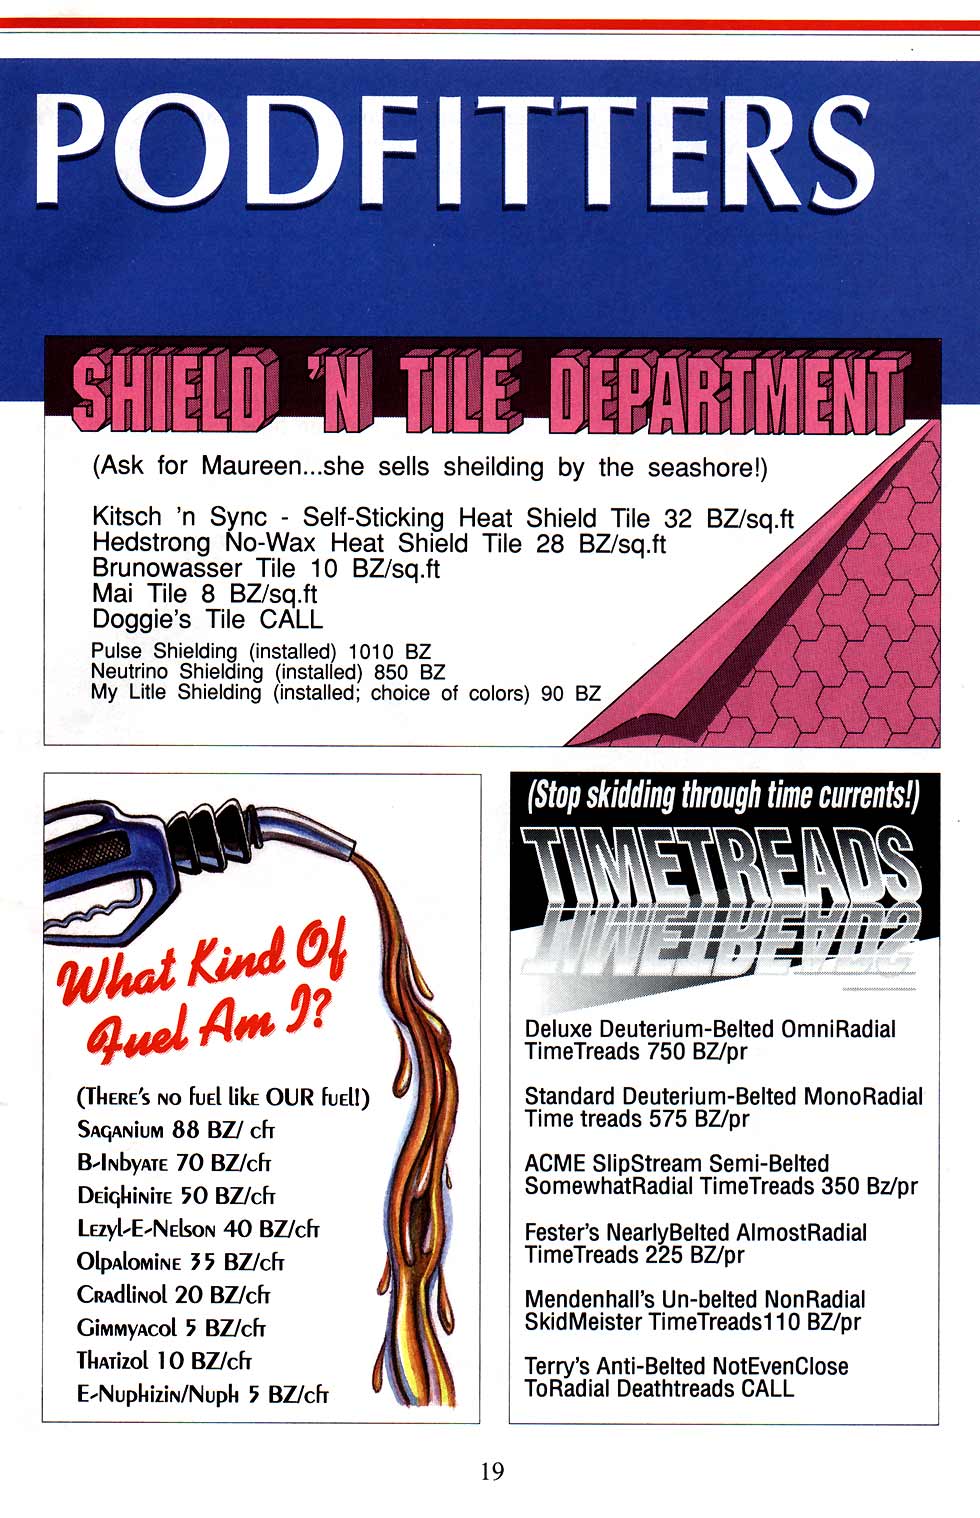 PODFITTERS
SHIELD 'N TILE DEPARTMENT
(Ask for Maureen...she sells sheilding by the seashore!)
Kitsch 'n Sync - Self-Sticking Heat Shield Tile 32 BZ/sq.ft
Hedstrong No-Wax Heat Shield Tile 28 BZ/sq.ft
Brunowasser Tile 10 BZ/sq.ft
Mai Tile 8 BZ/sq.ft
Doggie's Tile CALL
Pulse Shielding (installed) 1010 BZ
Neutrino Shielding (installed) 850 BZ
My Litle Shielding (installed; choice of colors) 90 BZ
What Kind Of
Fuel Am I?
(There's no fuel like OUR fuel!)
Saganium 88 BZ/ cft
B-Inbyate 70 BZ/cft
Deighinite 50 BZ/cft
Lezyl-E-Nelson 40 BZ/cft
Olpalomine 35 BZ/cft
Cradlinol 20 BZ/cft
Gimmyacol 5 BZ/cft
Thatizol 10 BZ/cft
E-Nuphizin/Nuph 5 BZ/cft
(Stop skidding through time currents!)
TIMETREADS
TIMETREADS
Deluxe Deuterium-Belted OmniRadial
TimeTreads 750 BZ/pr
Standard Deuterium-Belted MonoRadial
Time treads 575 BZ/pr
ACME SlipStream Semi-Belted
SomewhatRadial TimeTreads 350 Bz/pr
Fester's NearlyBelted AlmostRadial
TimeTreads 225 BZ/pr
Mendenhall's Un-belted NonRadial
SkidMeister TimeTreads110 BZ/pr
Terry's Anti-Belted NotEvenClose
ToRadial Deathtreads CALL
19